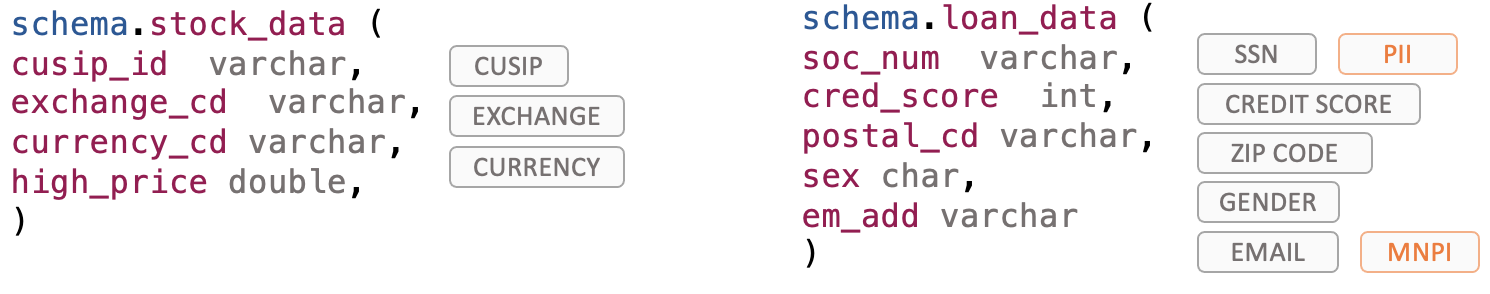 schema.stock_data (
cusip_id varchar, CUSIP
exchange_cd varchar, EXCHANGE
currency_cd varchar, CURRENCY
high_price double,
)
schema.loan_data (
soc_num varchar, SSN PII
cred_score int, CREDIT SCORE
postal_cd varchar, ZIP CODE
sex char, GENDER
em_add varchar EMAIL MNPI
)